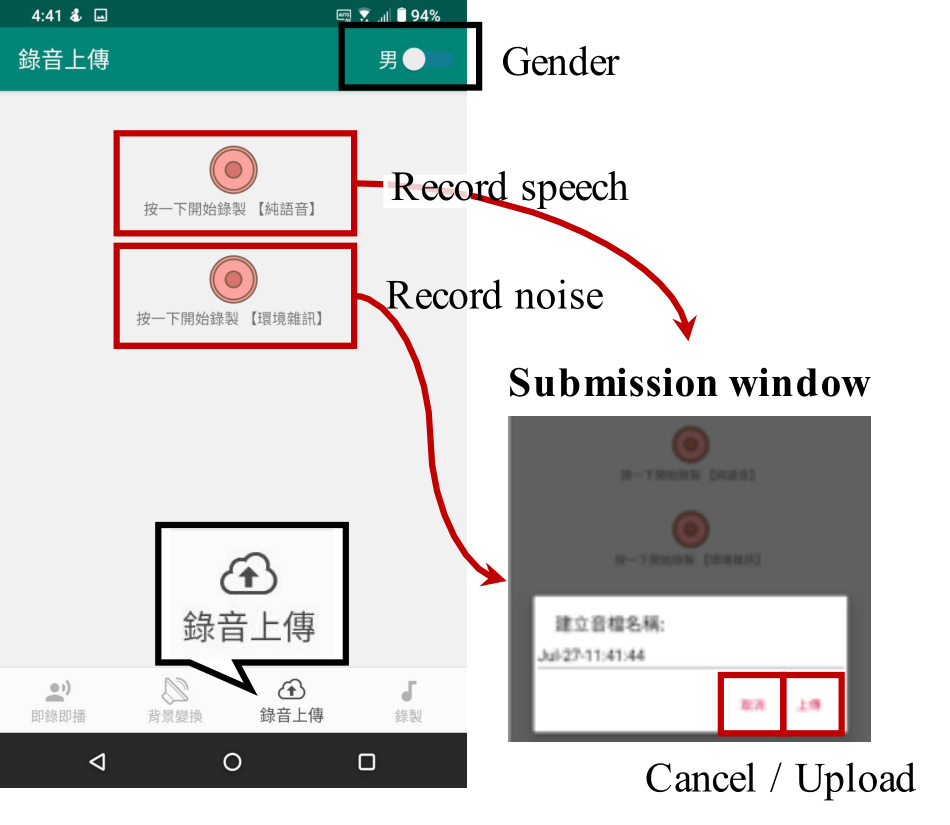 4:41
94%
錄音上傳
男
Gender
按一下開始錄製 【純語音】
Record speech
按一下開始錄製 【環境雜訊】
Record noise
Submission window
按一下開始錄製 【純語音】
按一下開始錄製 【環境雜訊】
建立音檔名稱:
Jul-27-11:41:44
取消
上傳
Cancel / Upload
錄音上傳
即錄即播
背景變換
錄音上傳
錄製